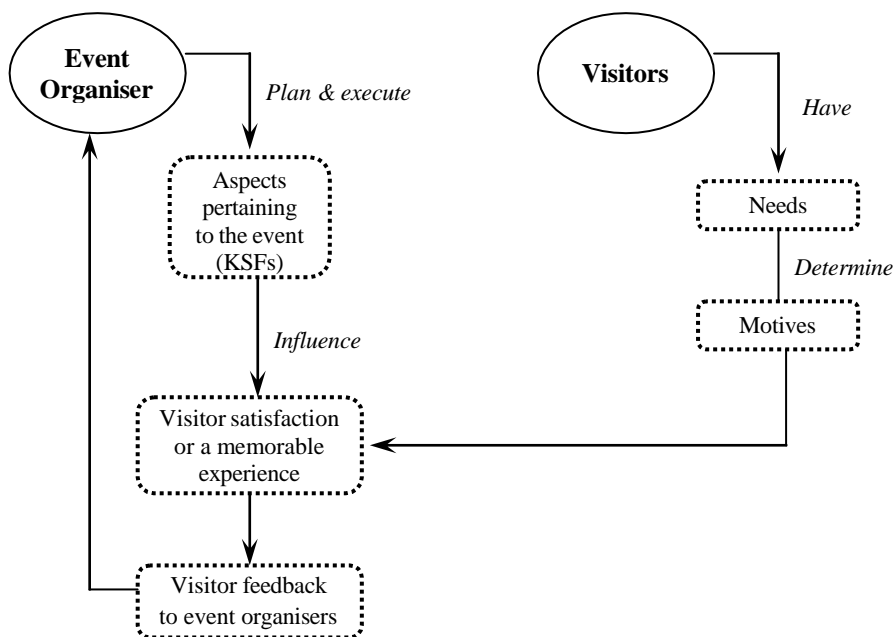 Event
Organiser
Plan & execute
Aspects
pertaining
to the event
(KSFs)
Influence
Visitor satisfaction
or a memorable
experience
Visitor feedback
to event organisers
Visitors
Have
Needs
Determine
Motives